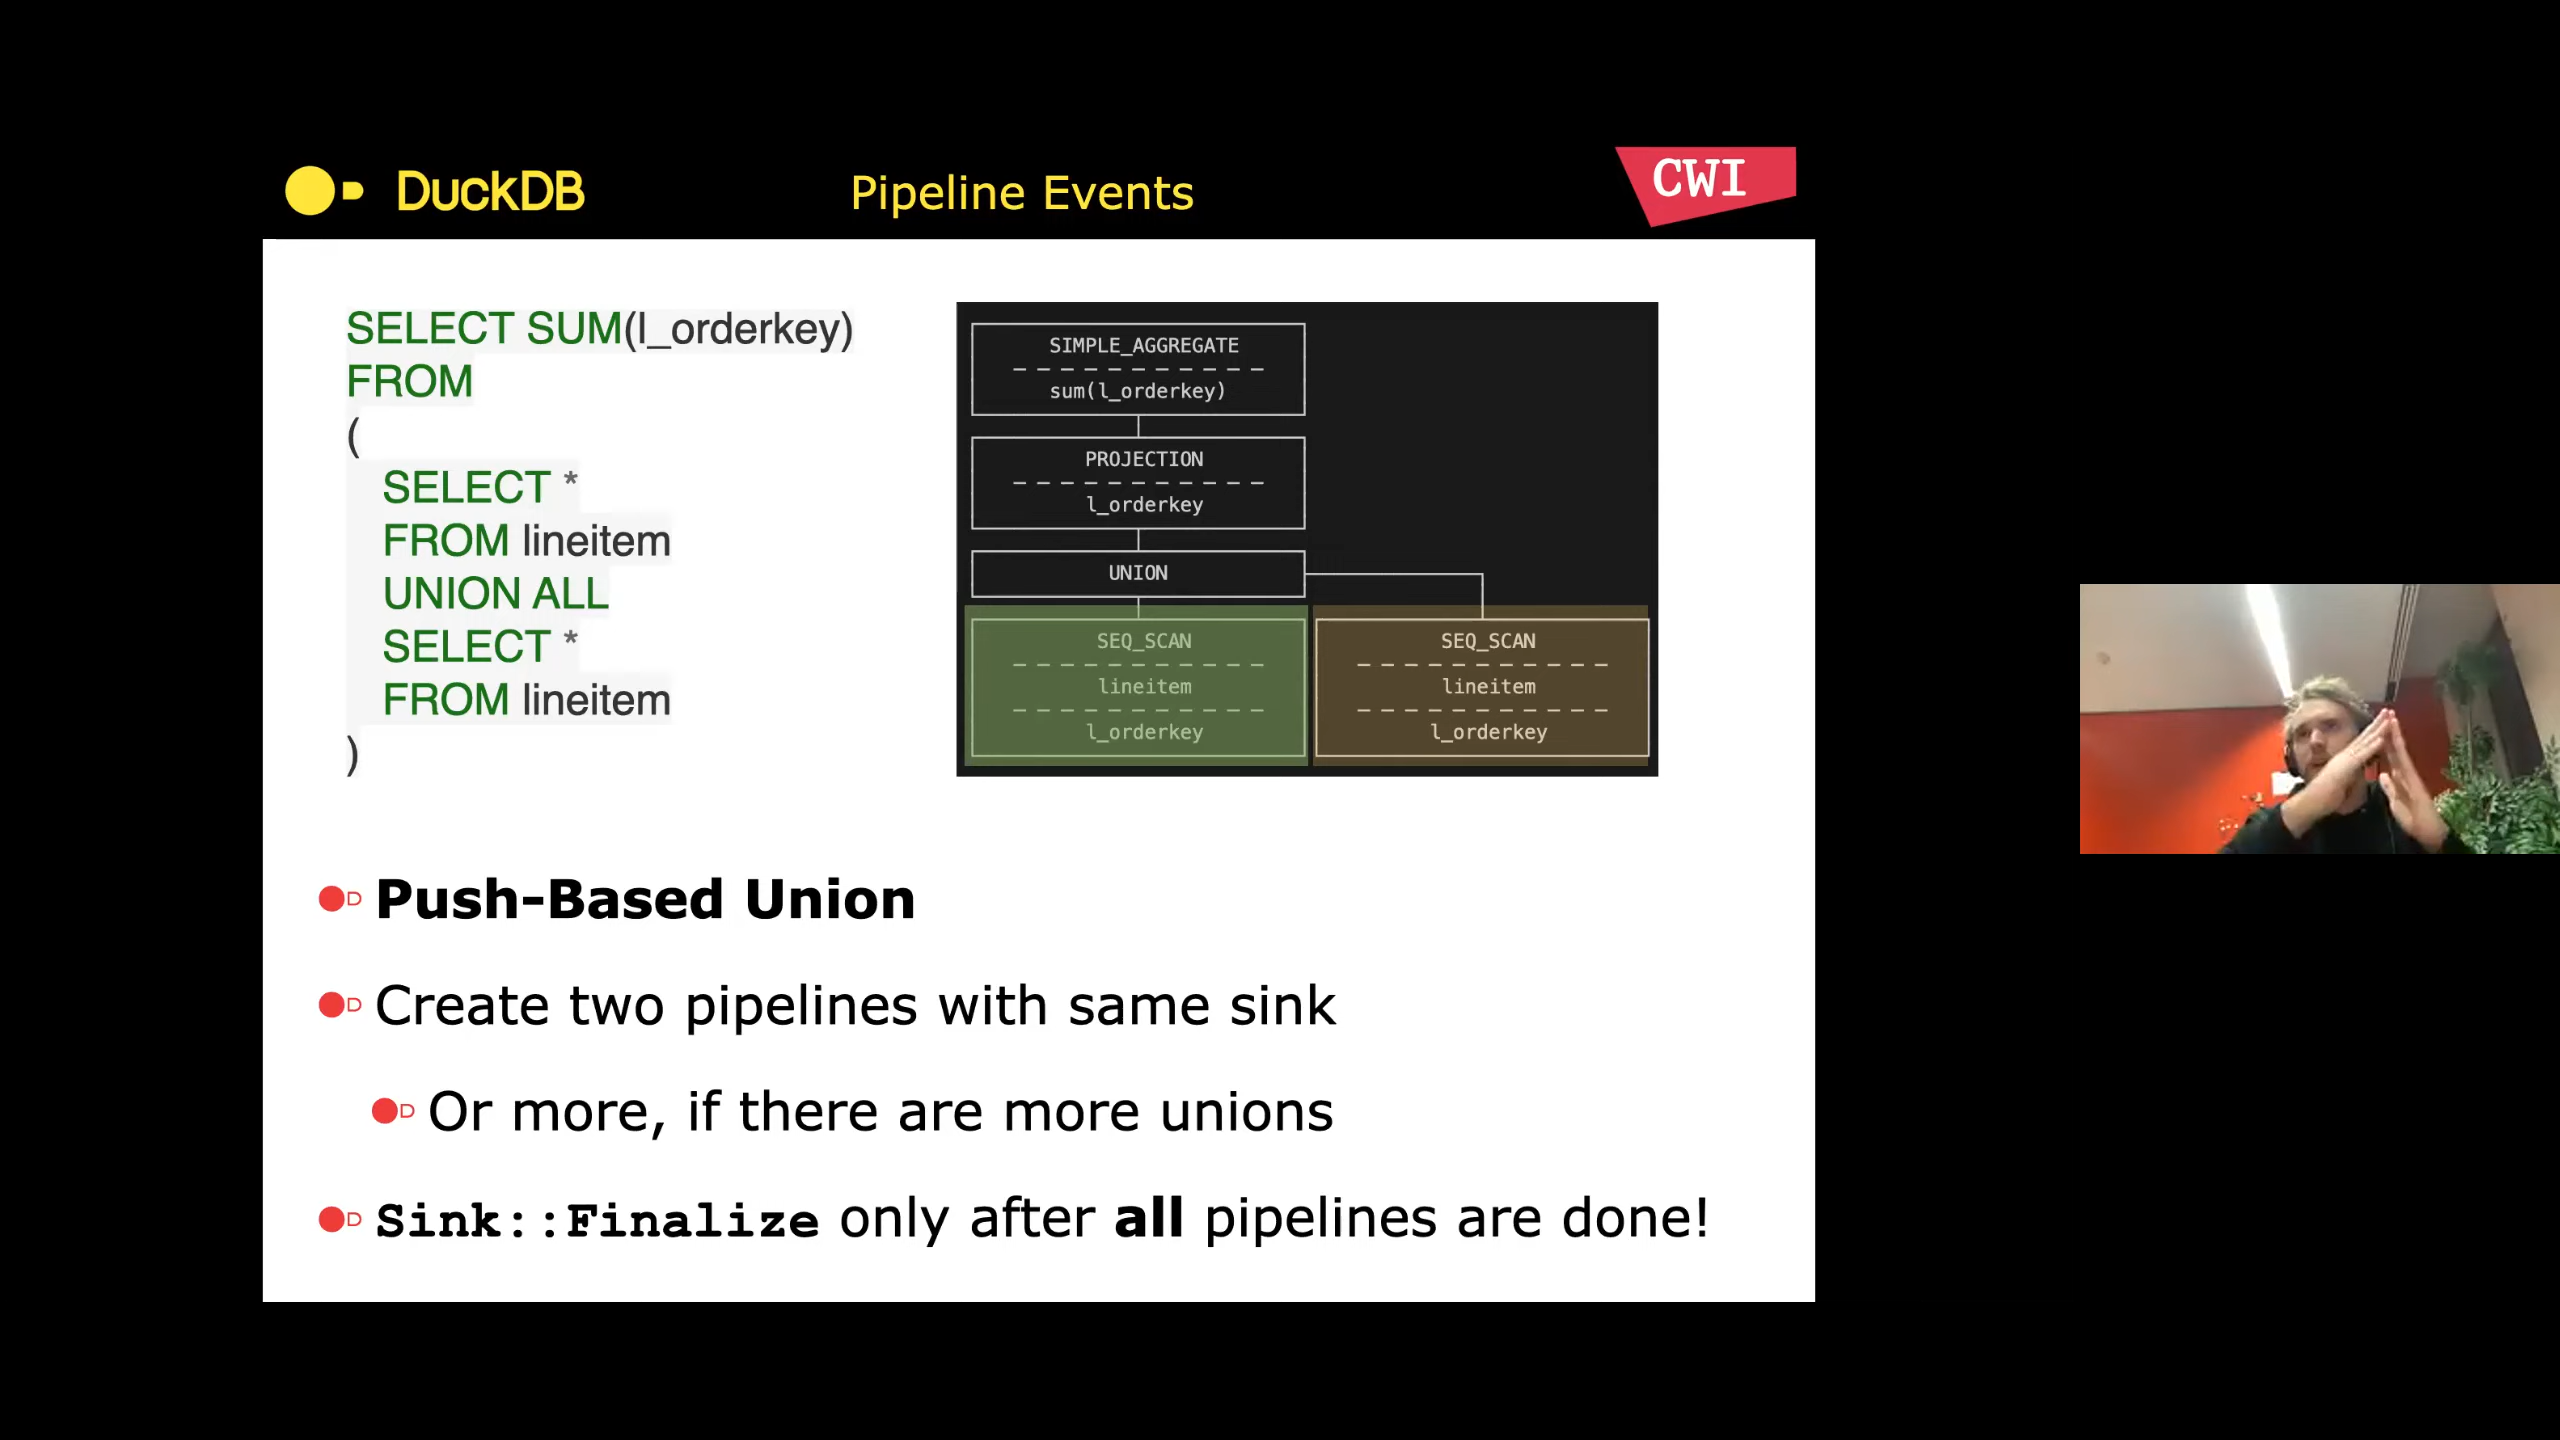 DuckDB
Pipeline Events
CWI
SELECT SUM(l_orderkey)
FROM
(
SELECT *
FROM lineitem
UNION ALL
SELECT *
FROM lineitem
)
SIMPLE_AGGREGATE
sum(l_orderkey)
PROJECTION
l_orderkey
UNION
SEQ_SCAN
lineitem
l_orderkey
SEQ_SCAN
lineitem
l_orderkey
Push-Based Union
Create two pipelines with same sink
Or more, if there are more unions
Sink::Finalize only after all pipelines are done!